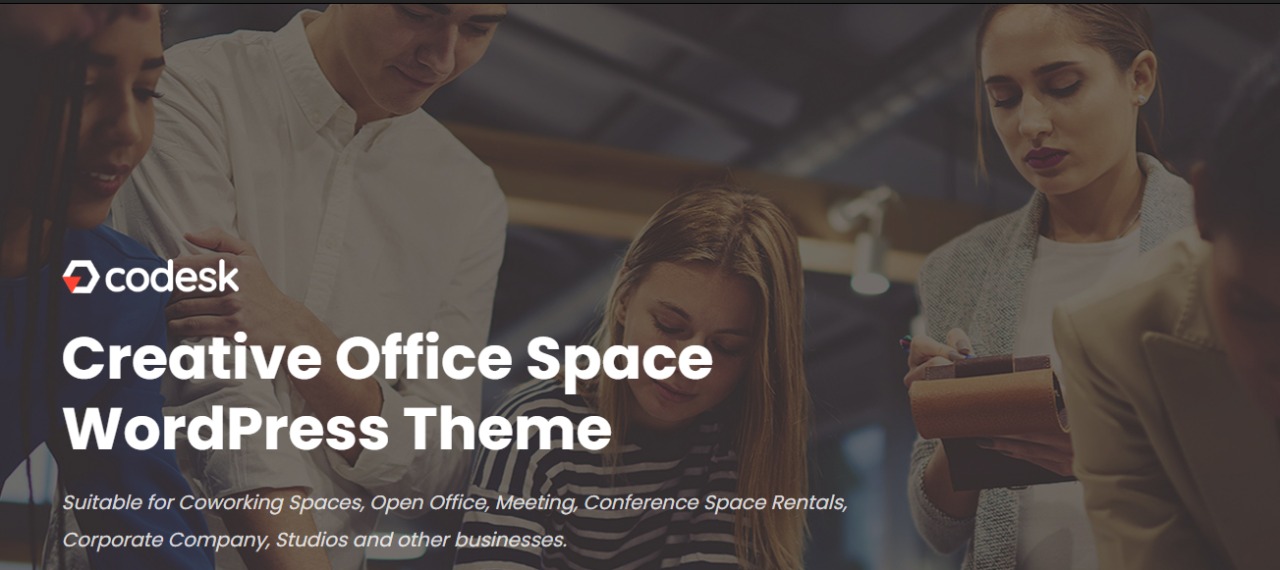 codesk
Creative Office Space
WordPress Theme
Suitable for Coworking Spaces, Open Office, Meeting, Conference Space Rentals,
Corporate Company, Studios and other businesses.